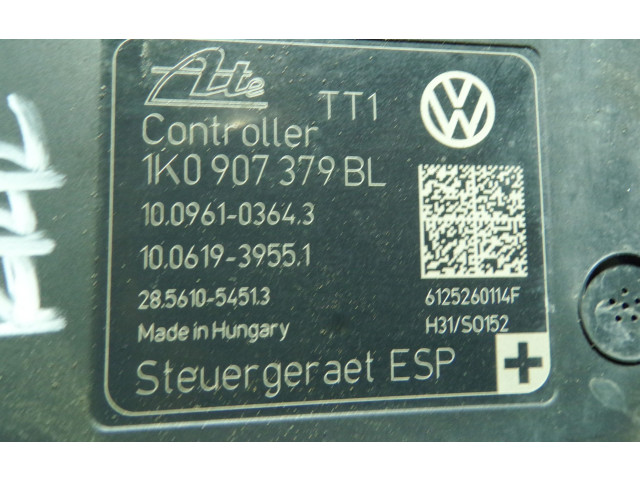 Ate TT1
Controller
1K0 907 379 BL
10.0961-0364.3
10.0619-3955.1
28.5610-5451.3
6125260114F
Made in Hungary
H31/S0152
Steuergeraet ESP